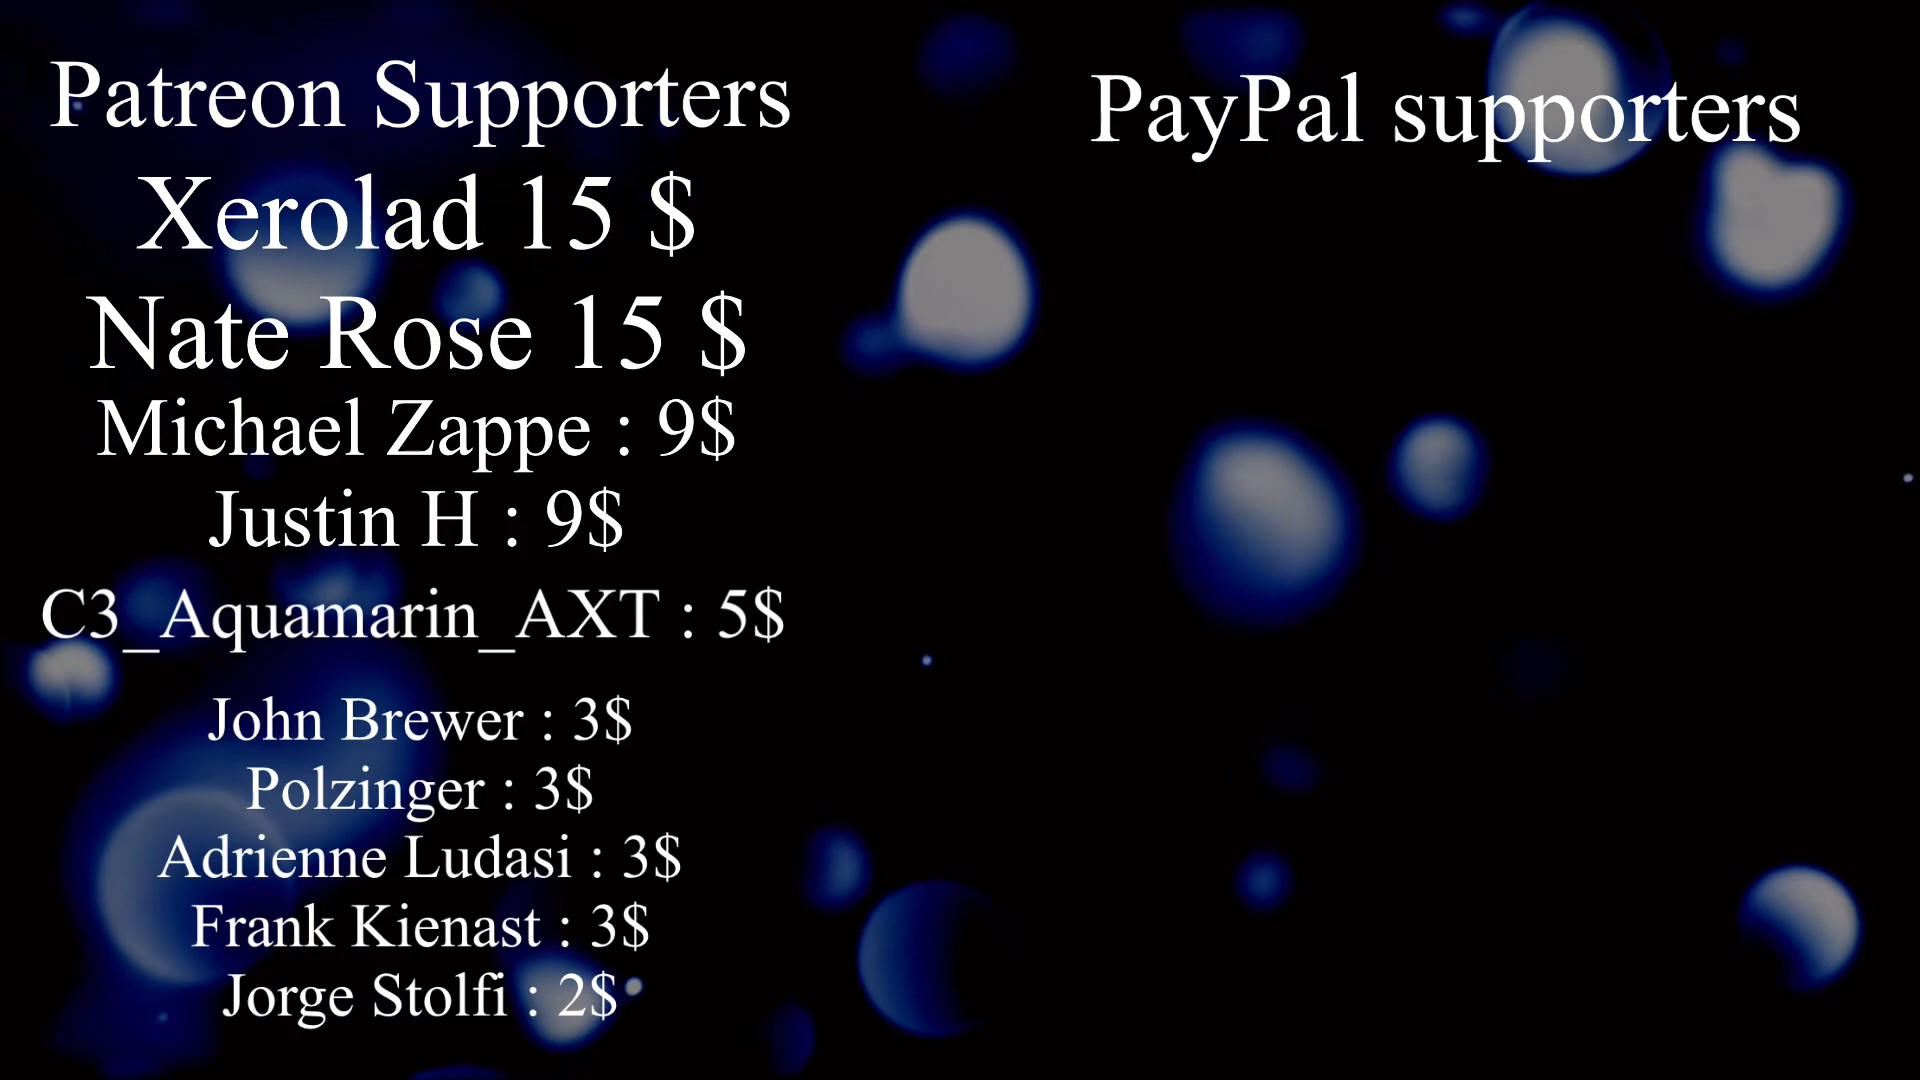 Patreon Supporters
Xerolad 15 $
Nate Rose 15 $
Michael Zappe : 9$
Justin H : 9$
C3_Aquamarin_AXT : 5$
John Brewer : 3$
Polzinger : 3$
Adrienne Ludasi : 3$
Frank Kienast : 3$
Jorge Stolfi : 2$
PayPal supporters